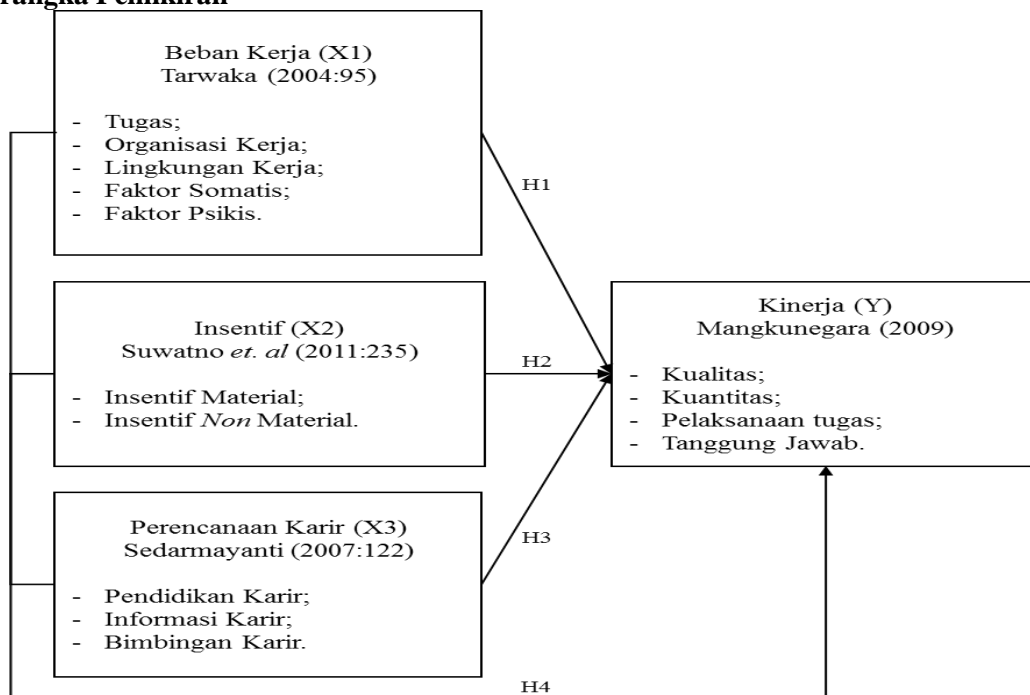 Beban Kerja (X1)
Tarwaka (2004:95)
- Tugas;
- Organisasi Kerja;
- Lingkungan Kerja;
- Faktor Somatis;
- Faktor Psikis.
H1
Insentif (X2)
Suwatno et. al (2011:235)
- Insentif Material;
- Insentif Non Material.
H2
Kinerja (Y)
Mangkunegara (2009)
- Kualitas;
- Kuantitas;
- Pelaksanaan tugas;
- Tanggung Jawab.
Perencanaan Karir (X3)
Sedarmayanti (2007:122)
- Pendidikan Karir;
- Informasi Karir;
- Bimbingan Karir.
H3
H4